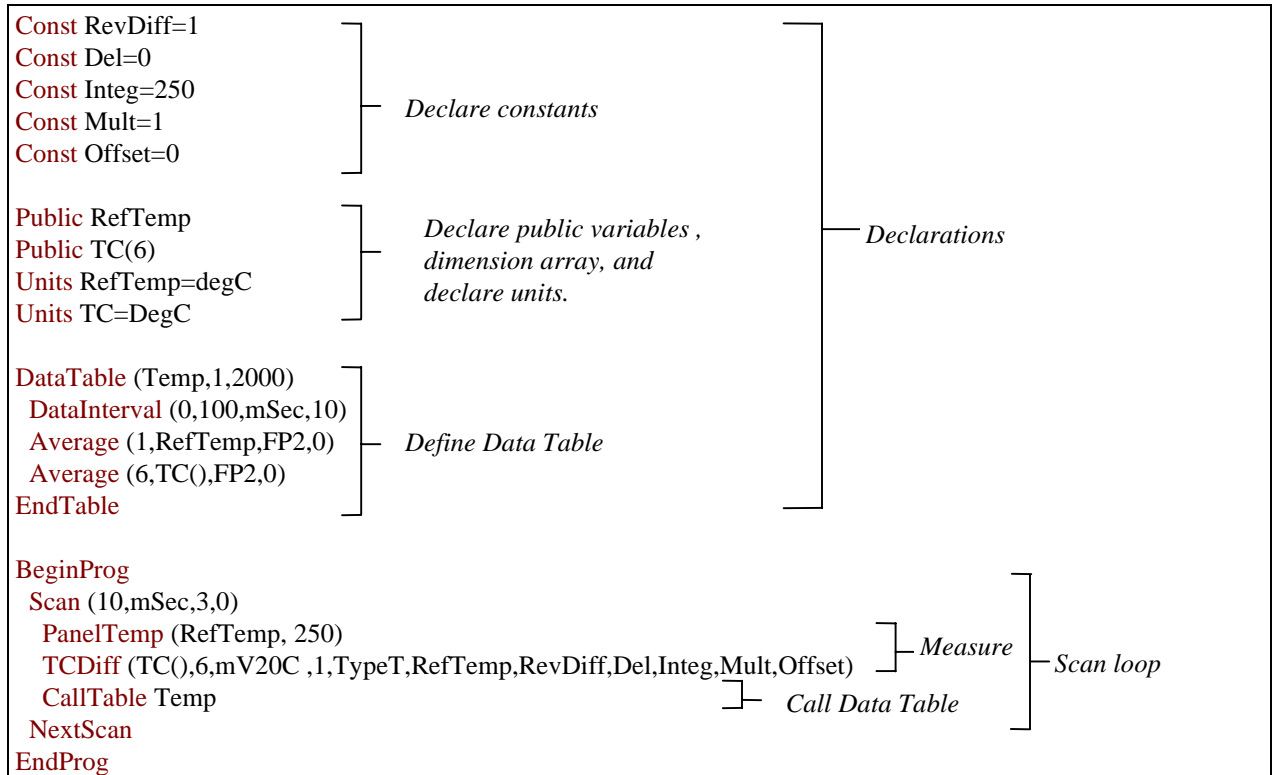 Const RevDiff=1
Const Del=0
Const Integ=250
Const Mult=1
Const Offset=0
Declare constants
Public RefTemp
Public TC(6)
Units RefTemp=degC
Units TC=DegC
Declare public variables ,
dimension array, and
declare units.
DataTable (Temp,1,2000)
DataInterval (0,100,mSec,10)
Average (1,RefTemp,FP2,0)
Average (6,TC(),FP2,0)
EndTable
Define Data Table
Declarations
BeginProg
Scan (10,mSec,3,0)
PanelTemp (RefTemp, 250)
TCDiff (TC(),6,mV20C ,1,TypeT,RefTemp,RevDiff,Del,Integ,Mult,Offset)
Measure
CallTable Temp
Call Data Table
NextScan
EndProg
Scan loop